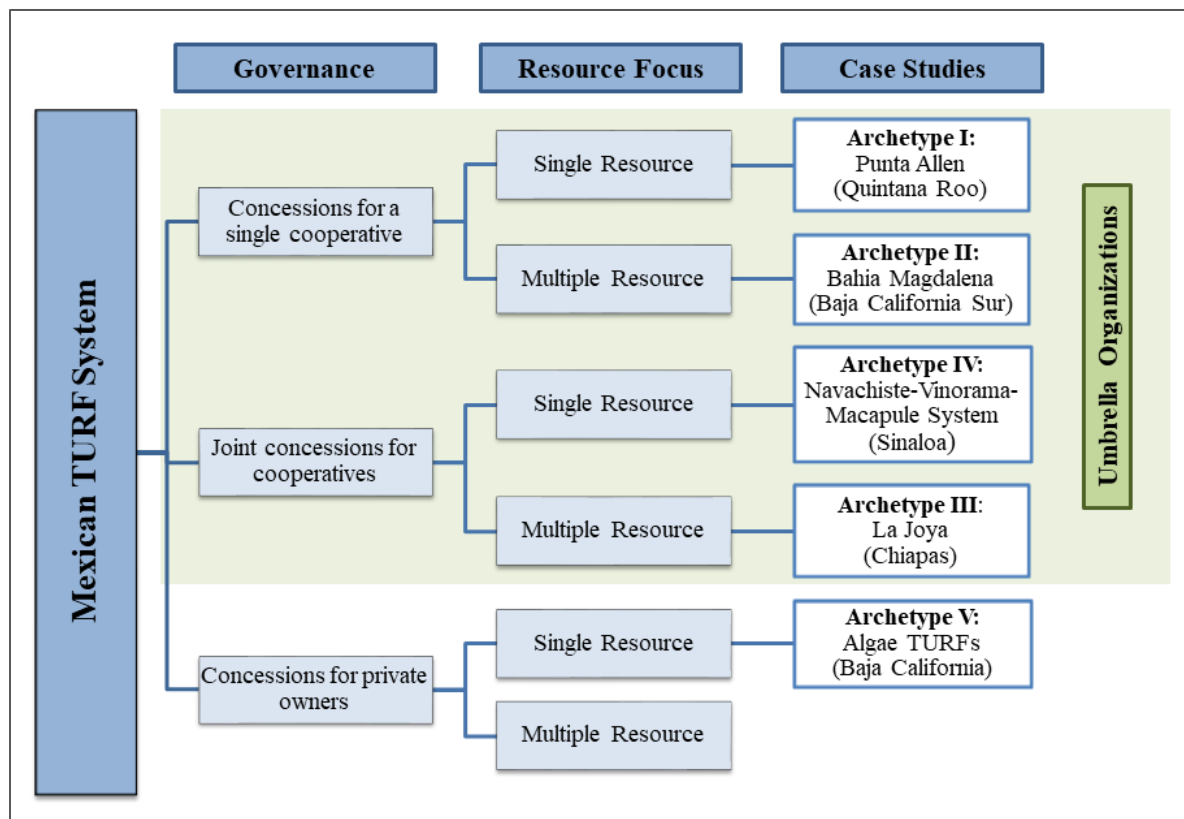 Governance
Resource Focus
Case Studies
Mexican TURF System
Concessions for a
single cooperative
Single Resource
Archetype I:
Punta Allen
(Quintana Roo)
Multiple Resource
Archetype II:
Bahia Magdalena
(Baja California Sur)
Joint concessions for
cooperatives
Single Resource
Archetype IV:
Navachiste-Vinorama-
Macapule System
(Sinaloa)
Multiple Resource
Archetype III:
La Joya
(Chiapas)
Umbrella Organizations
Concessions for private
owners
Single Resource
Archetype V:
Algae TURFs
(Baja California)
Multiple Resource